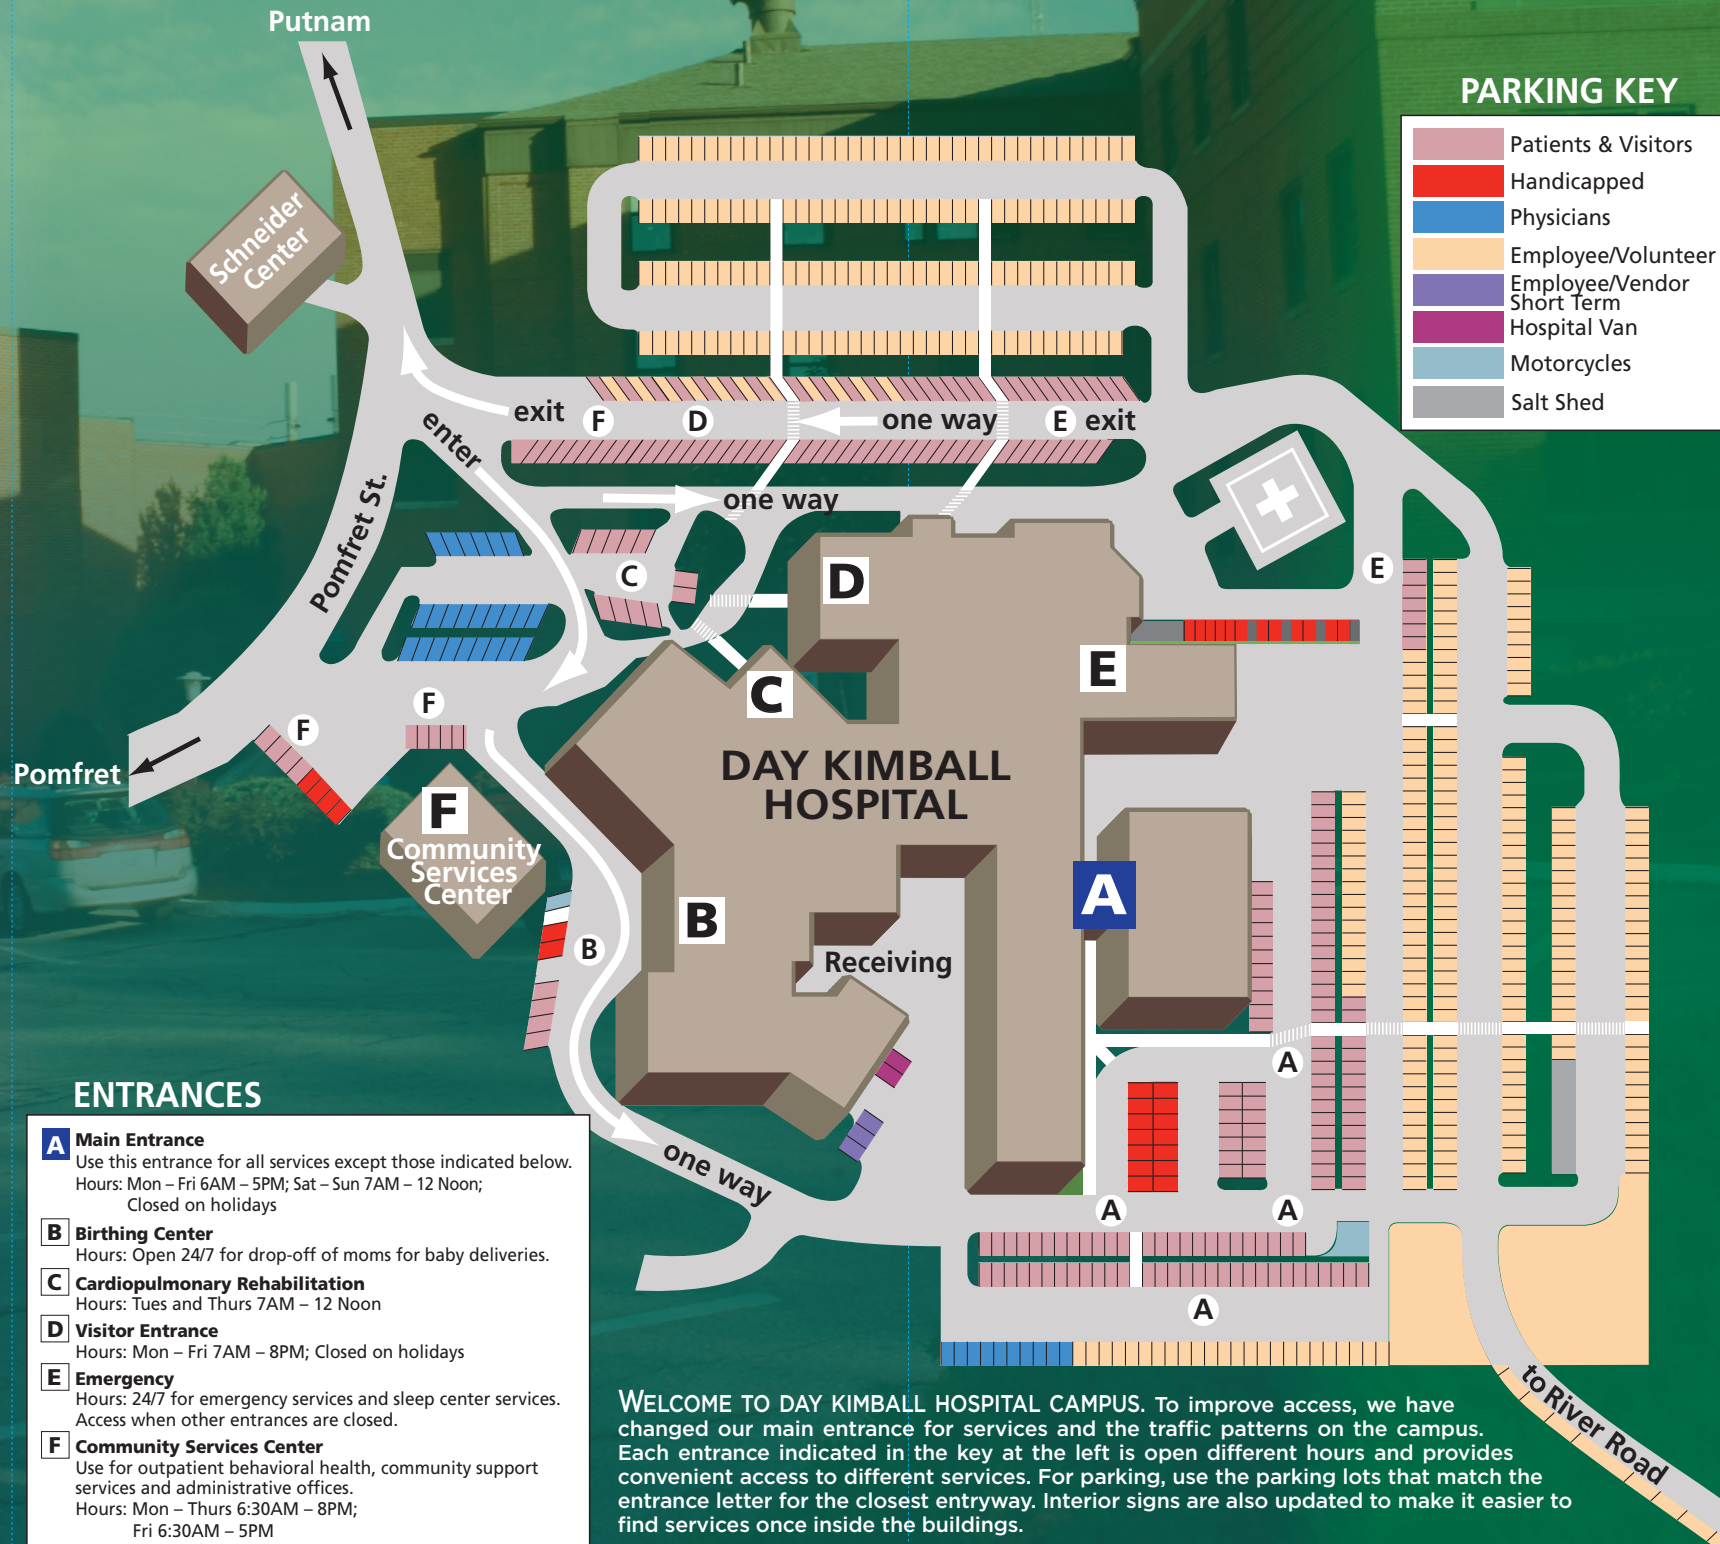 Putnam
PARKING KEY
Patients & Visitors
Handicapped
Physicians
Employee/Volunteer
Employee/Vendor
Short Term
Hospital Van
Motorcycles
Salt Shed
Schneider
Center
exit
F
D
one way
E
exit
enter
one way
Pomfret St.
C
D
E
E
C
F
F
Pomfret
DAY KIMBALL
HOSPITAL
F
Community
Services
Center
A
B
B
Receiving
A
one way
A
A
A
to River Road
ENTRANCES
A Main Entrance
Use this entrance for all services except those indicated below.
Hours: Mon – Fri 6AM – 5PM; Sat – Sun 7AM – 12 Noon;
Closed on holidays
B Birthing Center
Hours: Open 24/7 for drop-off of moms for baby deliveries.
C Cardiopulmonary Rehabilitation
Hours: Tues and Thurs 7AM – 12 Noon
D Visitor Entrance
Hours: Mon – Fri 7AM – 8PM; Closed on holidays
E Emergency
Hours: 24/7 for emergency services and sleep center services.
Access when other entrances are closed.
F Community Services Center
Use for outpatient behavioral health, community support
services and administrative offices.
Hours: Mon – Thurs 6:30AM – 8PM;
Fri 6:30AM – 5PM
WELCOME TO DAY KIMBALL HOSPITAL CAMPUS. To improve access, we have
changed our main entrance for services and the traffic patterns on the campus.
Each entrance indicated in the key at the left is open different hours and provides
convenient access to different services. For parking, use the parking lots that match the
entrance letter for the closest entryway. Interior signs are also updated to make it easier to
find services once inside the buildings.